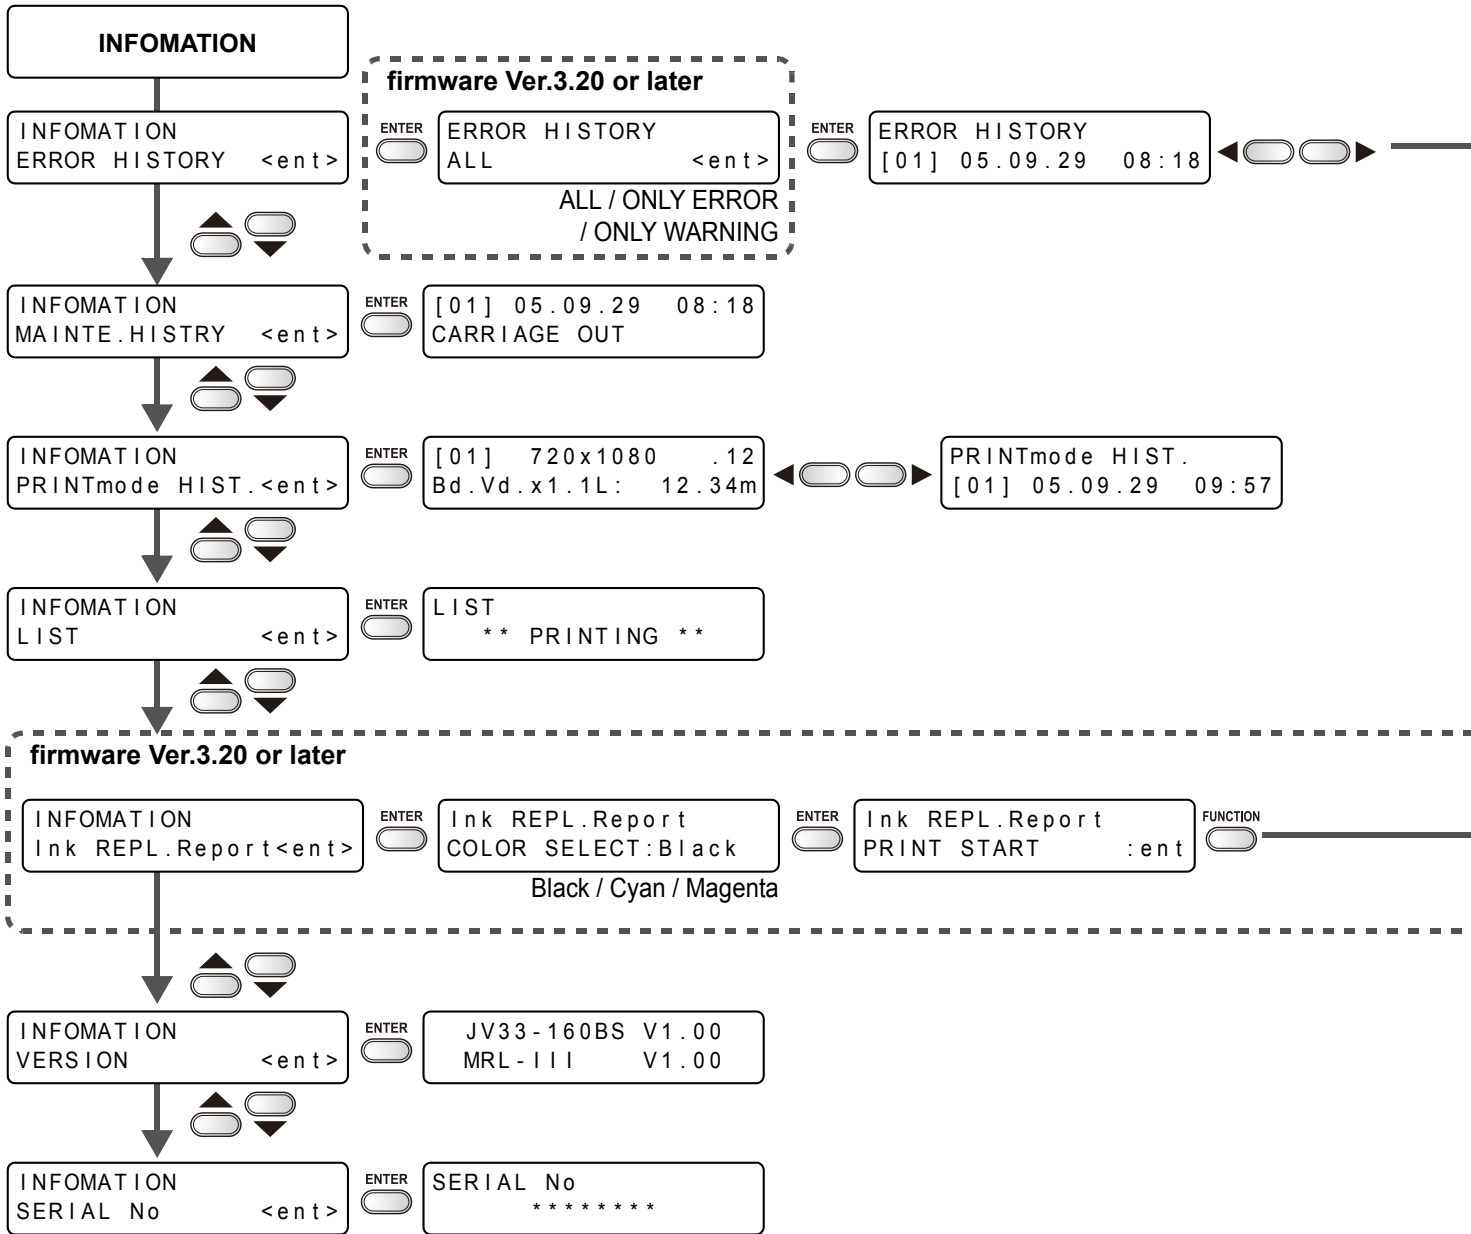 INFOMATION
firmware Ver.3.20 or later
INFOMATION
ERROR HISTORY <ent>
ENTER
ERROR HISTORY
ALL <ent>
ALL / ONLY ERROR
/ ONLY WARNING
ENTER
ERROR HISTORY
[01] 05.09.29 08:18
INFOMATION
MAINTE.HISTRY <ent>
ENTER
[01] 05.09.29 08:18
CARRIAGE OUT
INFOMATION
PRINTmode HIST.<ent>
ENTER
[01] 720x1080 .12
Bd.Vd.x1.1L: 12.34m
PRINTmode HIST.
[01] 05.09.29 09:57
INFOMATION
LIST <ent>
ENTER
LIST
** PRINTING **
firmware Ver.3.20 or later
INFOMATION
Ink REPL.Report<ent>
ENTER
Ink REPL.Report
COLOR SELECT:Black
Black / Cyan / Magenta
ENTER
Ink REPL.Report
PRINT START :ent
FUNCTION
INFOMATION
VERSION <ent>
ENTER
JV33-160BS V1.00
MRL-III V1.00
INFOMATION
SERIAL No <ent>
ENTER
SERIAL No
********